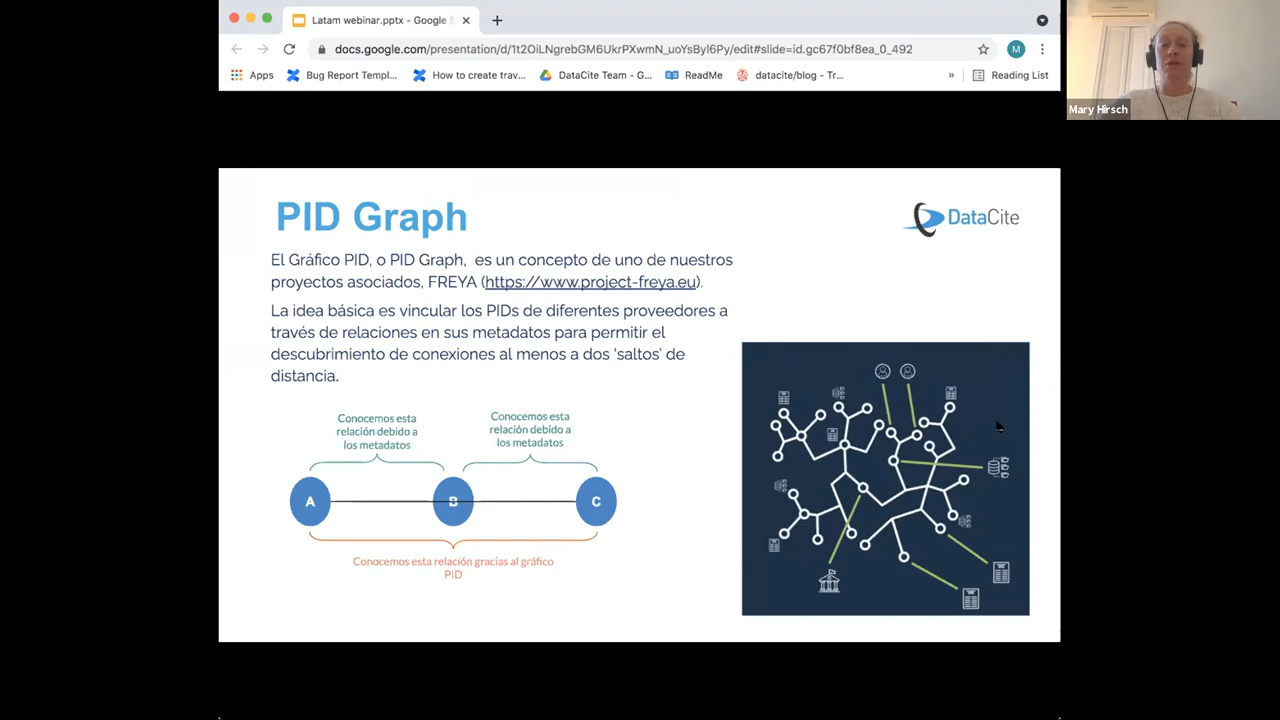 Latam webinar.pptx - Google S
docs.google.com/presentation/d/1t2OiLNgrebGM6UkrPXwmN_uoYsByl6Py/edit#slide=id.gc67f0bf8ea_0_492
M
Apps
Bug Report Templ...
How to create trav...
DataCite Team - G...
ReadMe
datacite/blog - Tr...
»
Reading List
Mary Hirsch
PID Graph
DataCite
El Gráfico PID, o PID Graph, es un concepto de uno de nuestros
proyectos asociados, FREYA (https://www.project-freya.eu).
La idea básica es vincular los PIDs de diferentes proveedores a
través de relaciones en sus metadatos para permitir el
descubrimiento de conexiones al menos a dos ‘saltos’ de
distancia.
Conocemos esta
relación debido a
los metadatos
Conocemos esta
relación debido a
los metadatos
A
B
C
Conocemos esta relación gracias al gráfico
PID